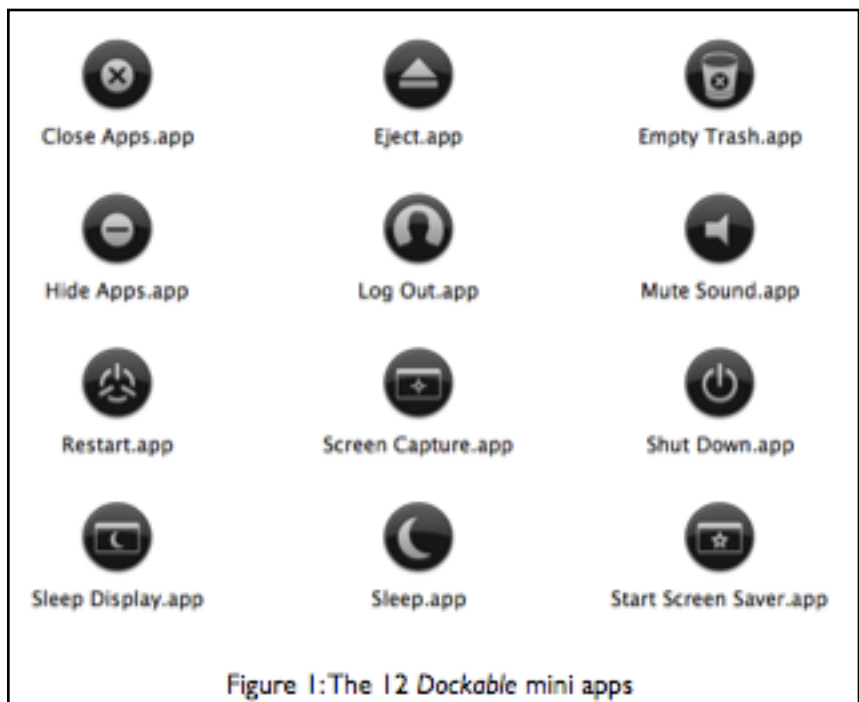 Close Apps.app Eject.app Empty Trash.app
Hide Apps.app Log Out.app Mute Sound.app
Restart.app Screen Capture.app Shut Down.app
Sleep Display.app Sleep.app Start Screen Saver.app
Figure 1: The 12 Dockable mini apps